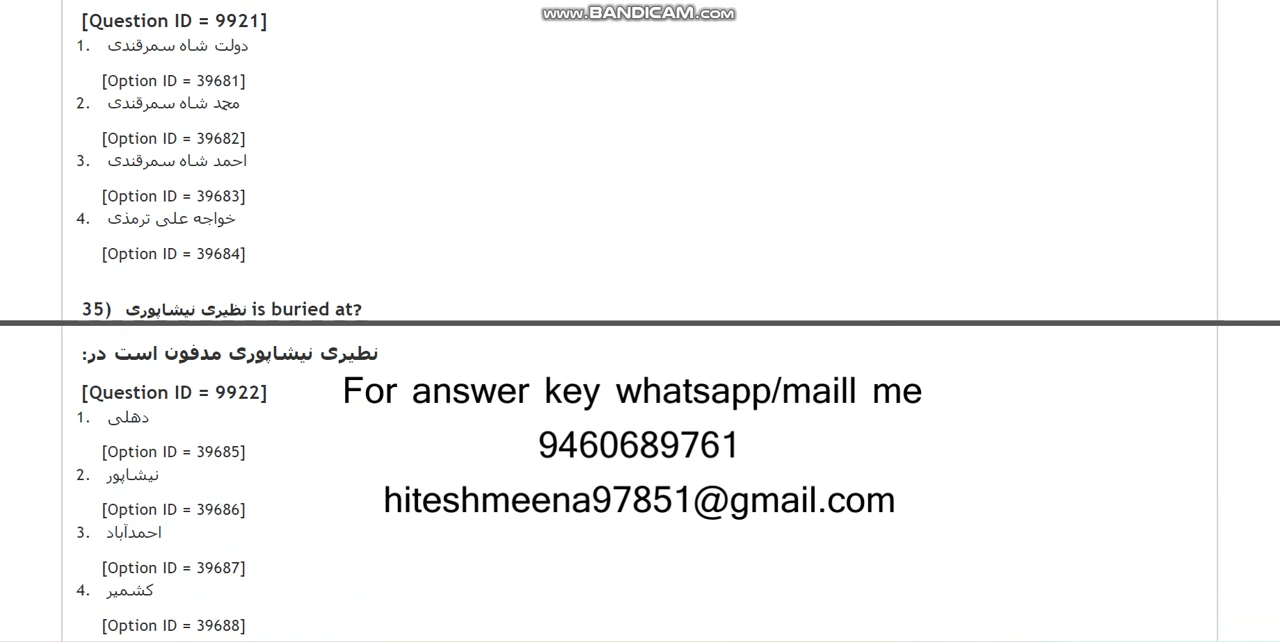 www.BANDICAM.com
[Question ID = 9921]
1. دولت شاه سمرقندی
[Option ID = 39681]
2. محمد شاه سمرقندی
[Option ID = 39682]
3. احمد شاه سمرقندی
[Option ID = 39683]
4. خواجه علی ترمذی
[Option ID = 39684]
35) نظیری نیشاپوری is buried at?
نطیری نیشاپوری مدفون است در:
[Question ID = 9922]
For answer key whatsapp/maill me
1. دهلی
9460689761
[Option ID = 39685]
2. نیشاپور
hiteshmeena97851@gmail.com
[Option ID = 39686]
3. احمدآباد
[Option ID = 39687]
4. کشمیر
[Option ID = 39688]